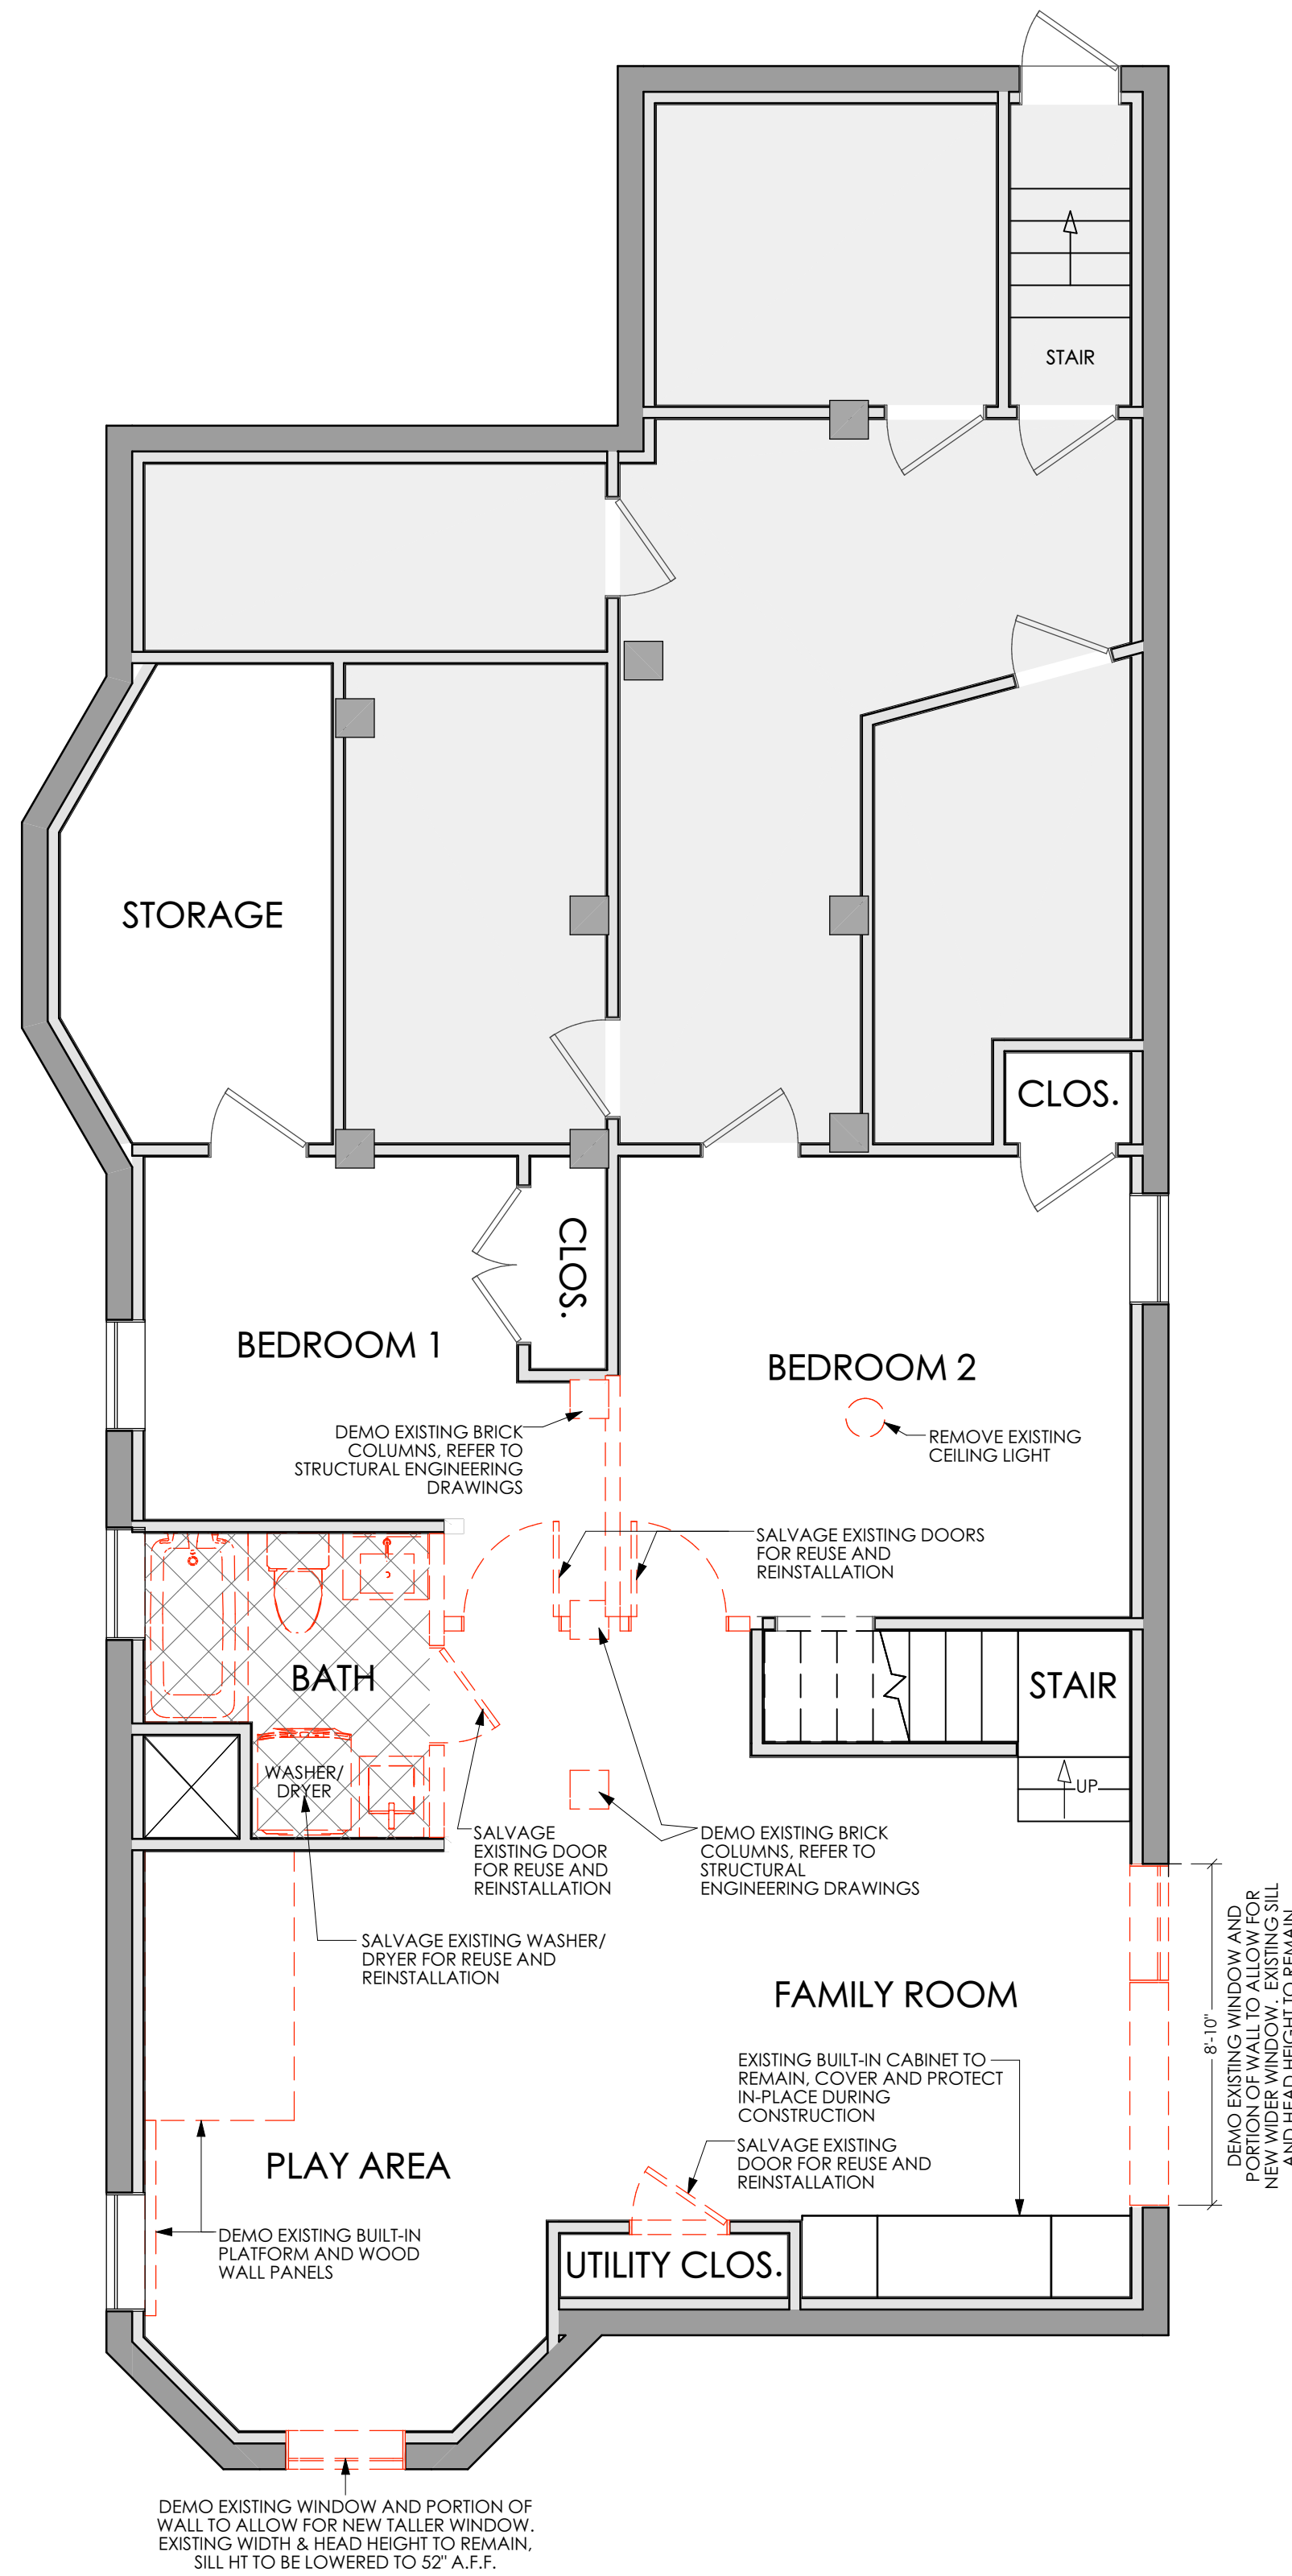 STAIR
STORAGE
CLOS.
CLOS.
BEDROOM 1
BEDROOM 2
DEMO EXISTING BRICK
COLUMNS, REFER TO
STRUCTURAL ENGINEERING
DRAWINGS
REMOVE EXISTING
CEILING LIGHT
SALVAGE EXISTING DOORS
FOR REUSE AND
REINSTALLATION
BATH
STAIR
WASHER/
DRYER
UP
SALVAGE
EXISTING DOOR
FOR REUSE AND
REINSTALLATION
DEMO EXISTING BRICK
COLUMNS, REFER TO
STRUCTURAL
ENGINEERING DRAWINGS
SALVAGE EXISTING WASHER/
DRYER FOR REUSE AND
REINSTALLATION
FAMILY ROOM
8'-10"
DEMO EXISTING WINDOW AND
PORTION OF WALL TO ALLOW FOR
NEW WIDER WINDOW. EXISTING SILL
AND HEAD HEIGHT TO REMAIN
EXISTING BUILT-IN CABINET TO
REMAIN, COVER AND PROTECT
IN-PLACE DURING
CONSTRUCTION
SALVAGE EXISTING
DOOR FOR REUSE AND
REINSTALLATION
PLAY AREA
DEMO EXISTING BUILT-IN
PLATFORM AND WOOD
WALL PANELS
UTILITY CLOS.
DEMO EXISTING WINDOW AND PORTION OF
WALL TO ALLOW FOR NEW TALLER WINDOW.
EXISTING WIDTH & HEAD HEIGHT TO REMAIN,
SILL HT TO BE LOWERED TO 52" A.F.F.